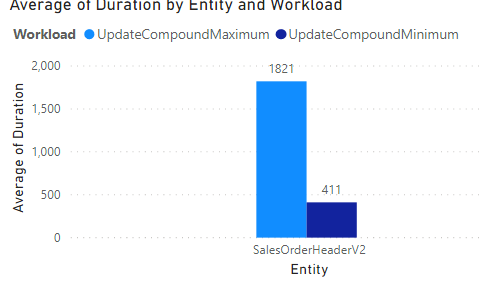 Average of Duration by Entity and Workload
Workload UpdateCompoundMaximum UpdateCompoundMinimum
2,000
1,500
1,000
500
0
Average of Duration
1821
411
SalesOrderHeaderV2
Entity